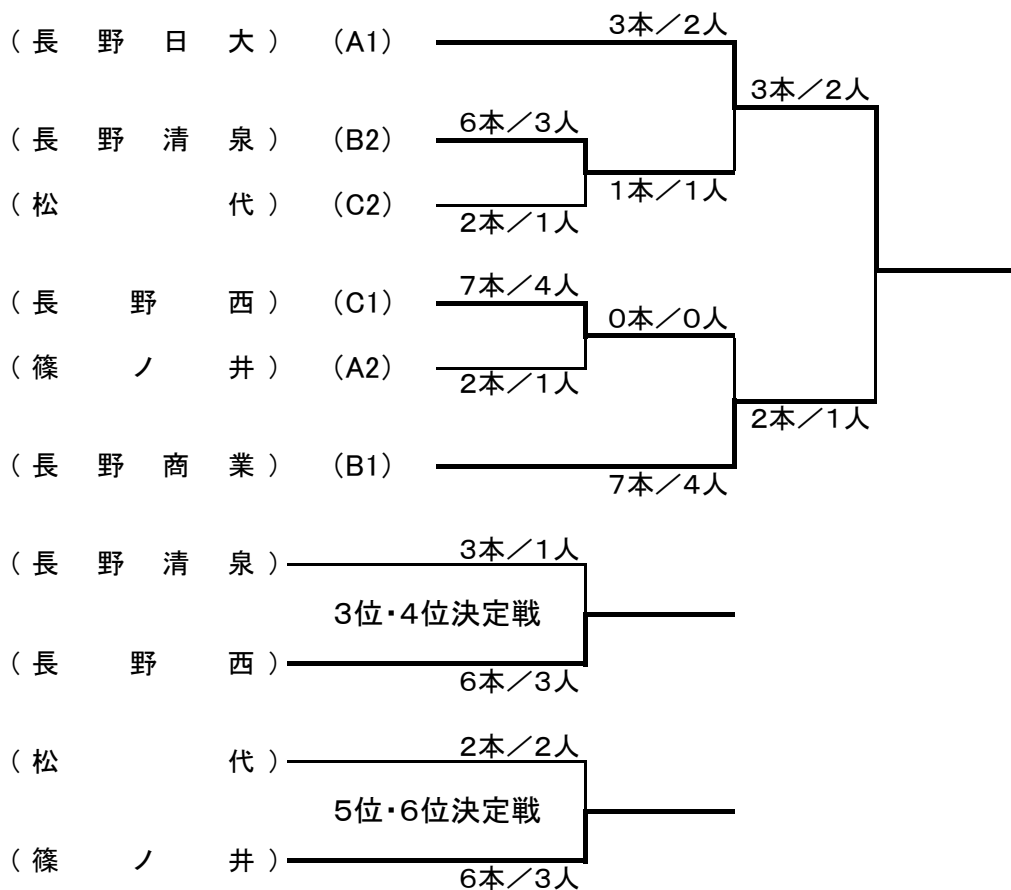 3本／2人
（長野日大）（A1）
3本／2人
6本／3人
（長野清泉）（B2）
1本／1人
（松代）（C2）
2本／1人
7本／4人
（長野西）（C1）
0本／0人
（篠ノ井）（A2）
2本／1人
2本／1人
（長野商業）（B1）
7本／4人
3本／1人
（長野清泉）
3位・4位決定戦
（長野西）
6本／3人
2本／2人
（松代）
5位・6位決定戦
（篠ノ井）
6本／3人